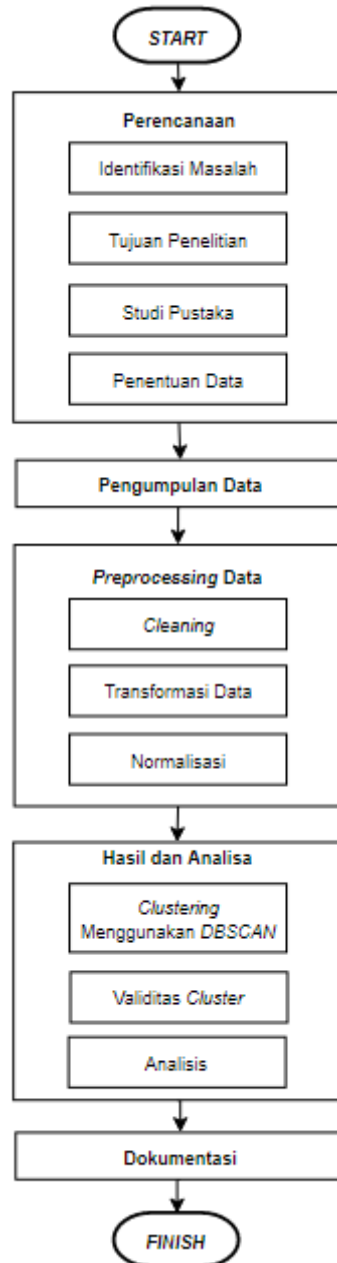 START
Perencanaan
Identifikasi Masalah
Tujuan Penelitian
Studi Pustaka
Penentuan Data
Pengumpulan Data
Preprocessing Data
Cleaning
Transformasi Data
Normalisasi
Hasil dan Analisa
Clustering
Menggunakan DBSCAN
Validitas Cluster
Analisis
Dokumentasi
FINISH